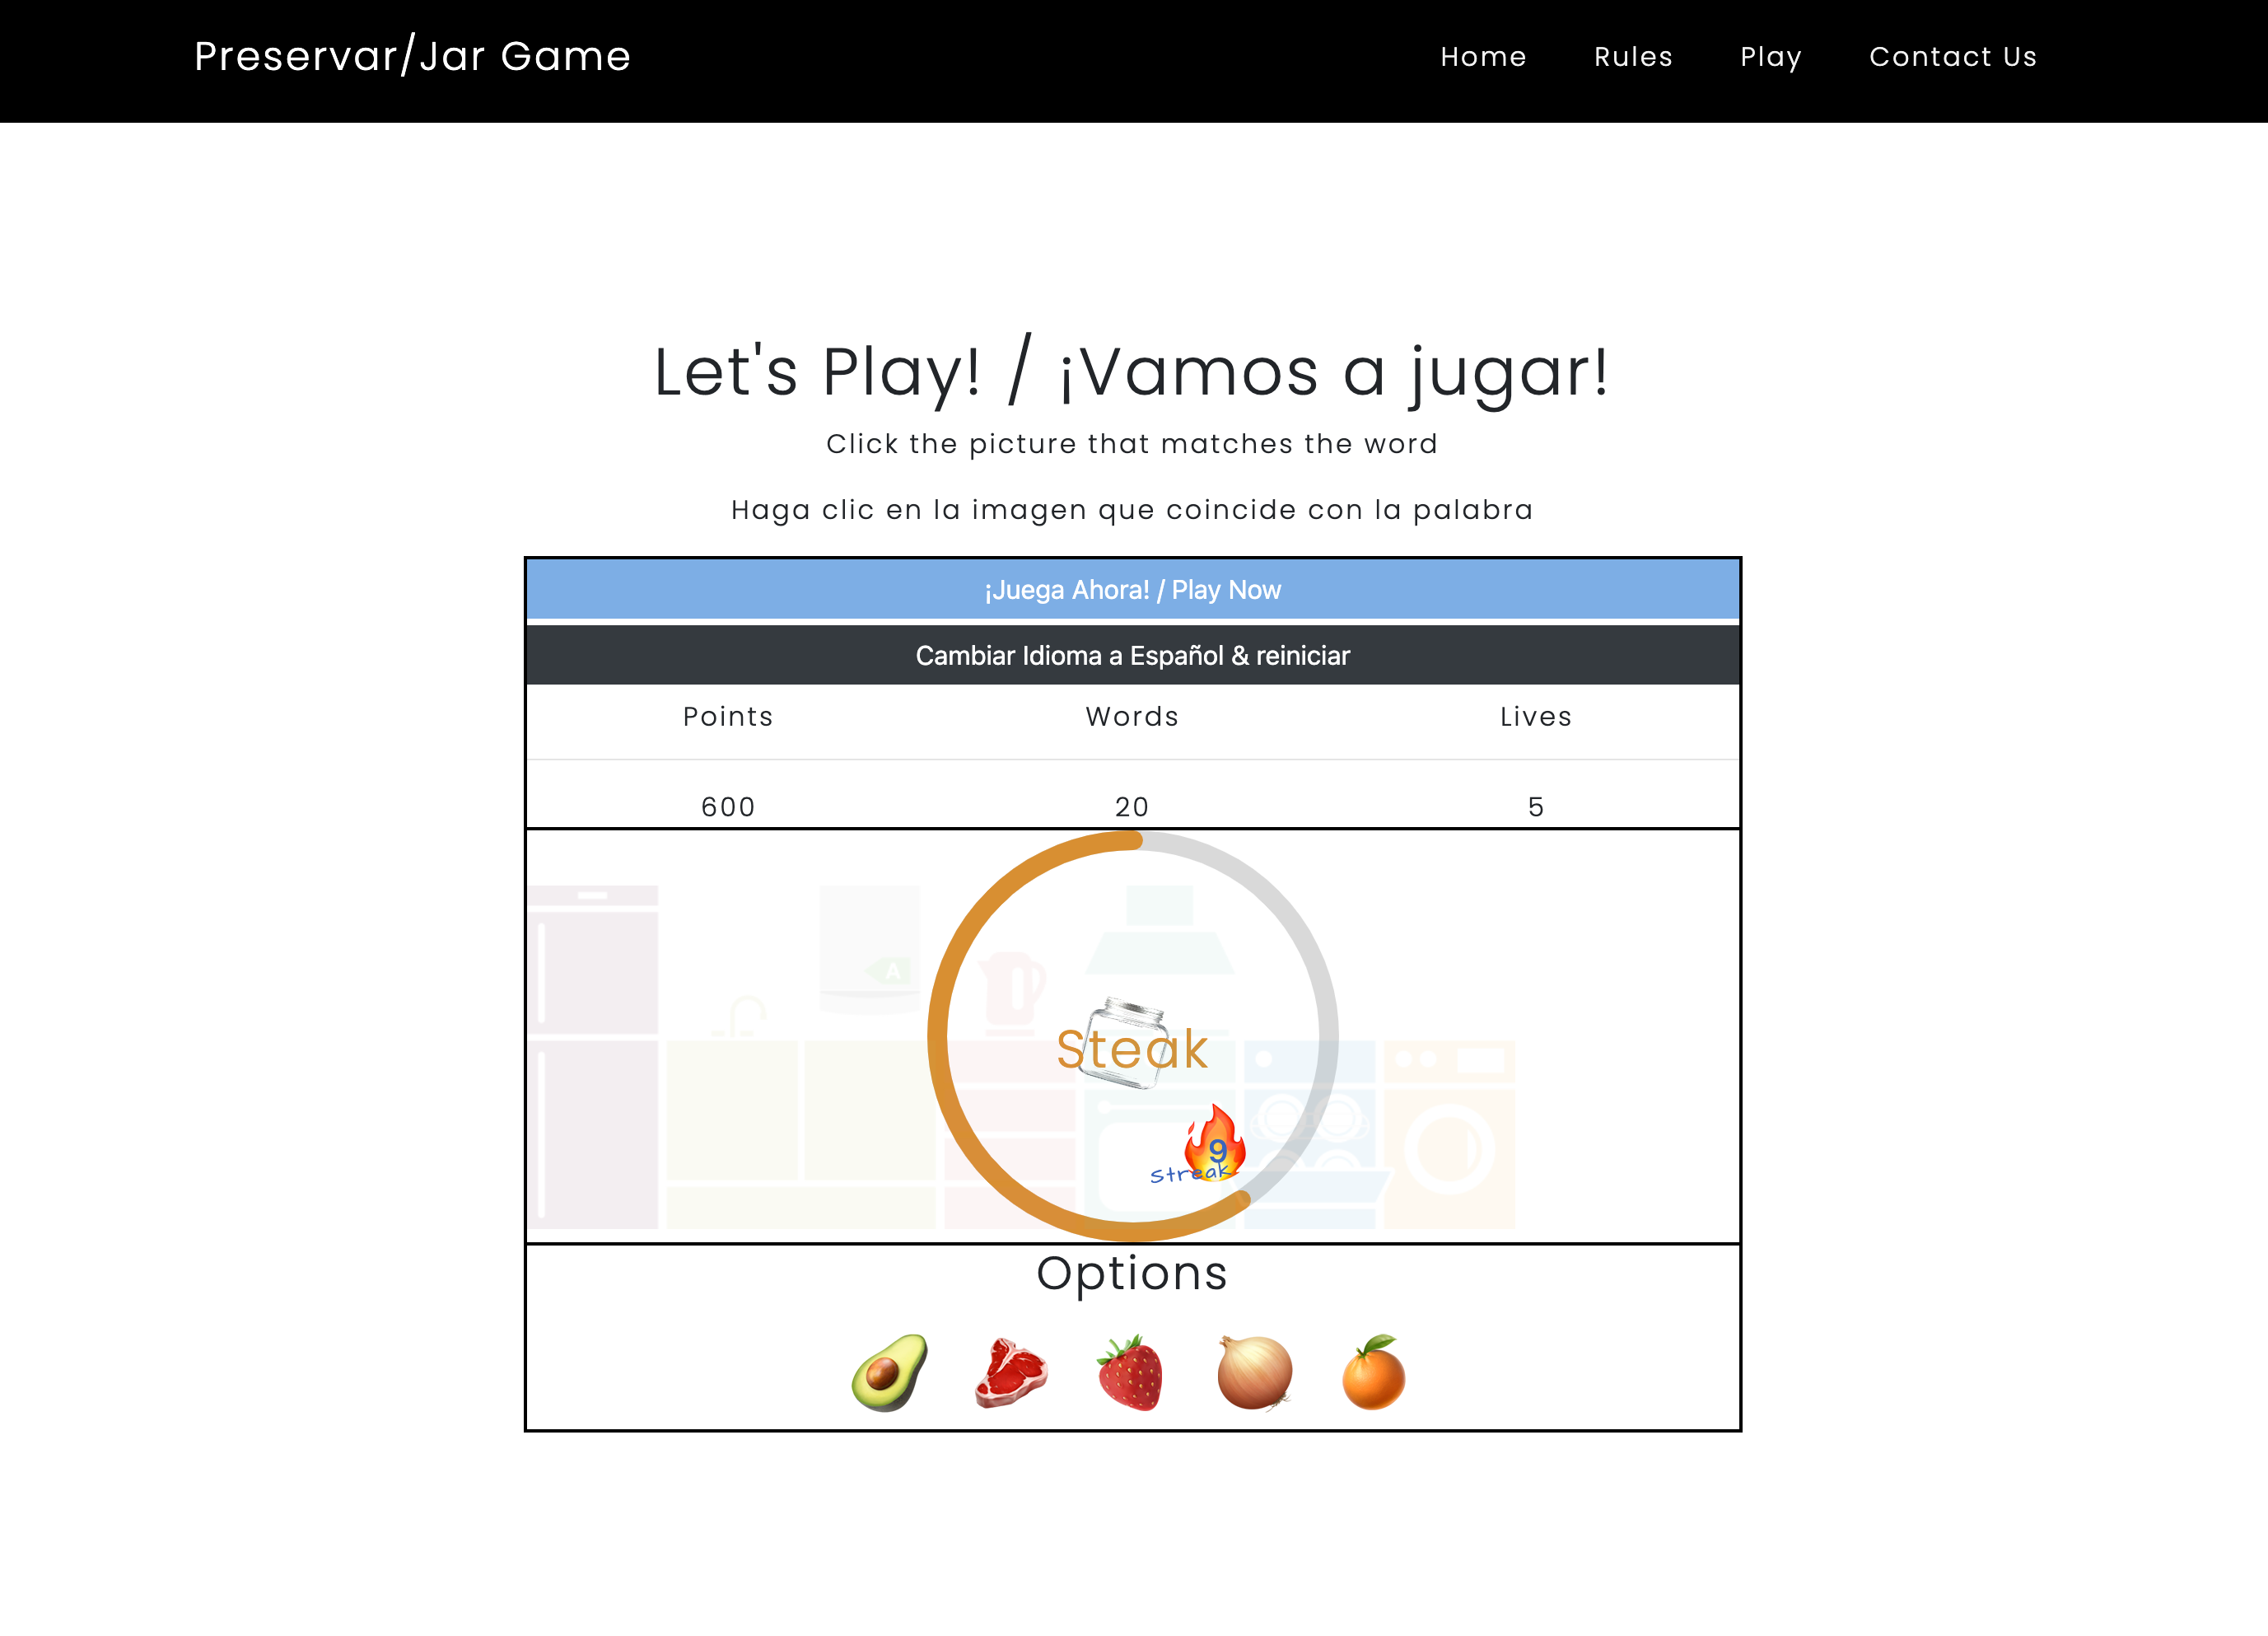 Preservar/Jar Game
Home Rules Play Contact Us
Let's Play! / ¡Vamos a jugar!
Click the picture that matches the word
Haga clic en la imagen que coincide con la palabra
¡Juega Ahora! / Play Now
Cambiar Idioma a Español & reiniciar
Points Words Lives
600 20 5
A
Steak
9
Streak
Options